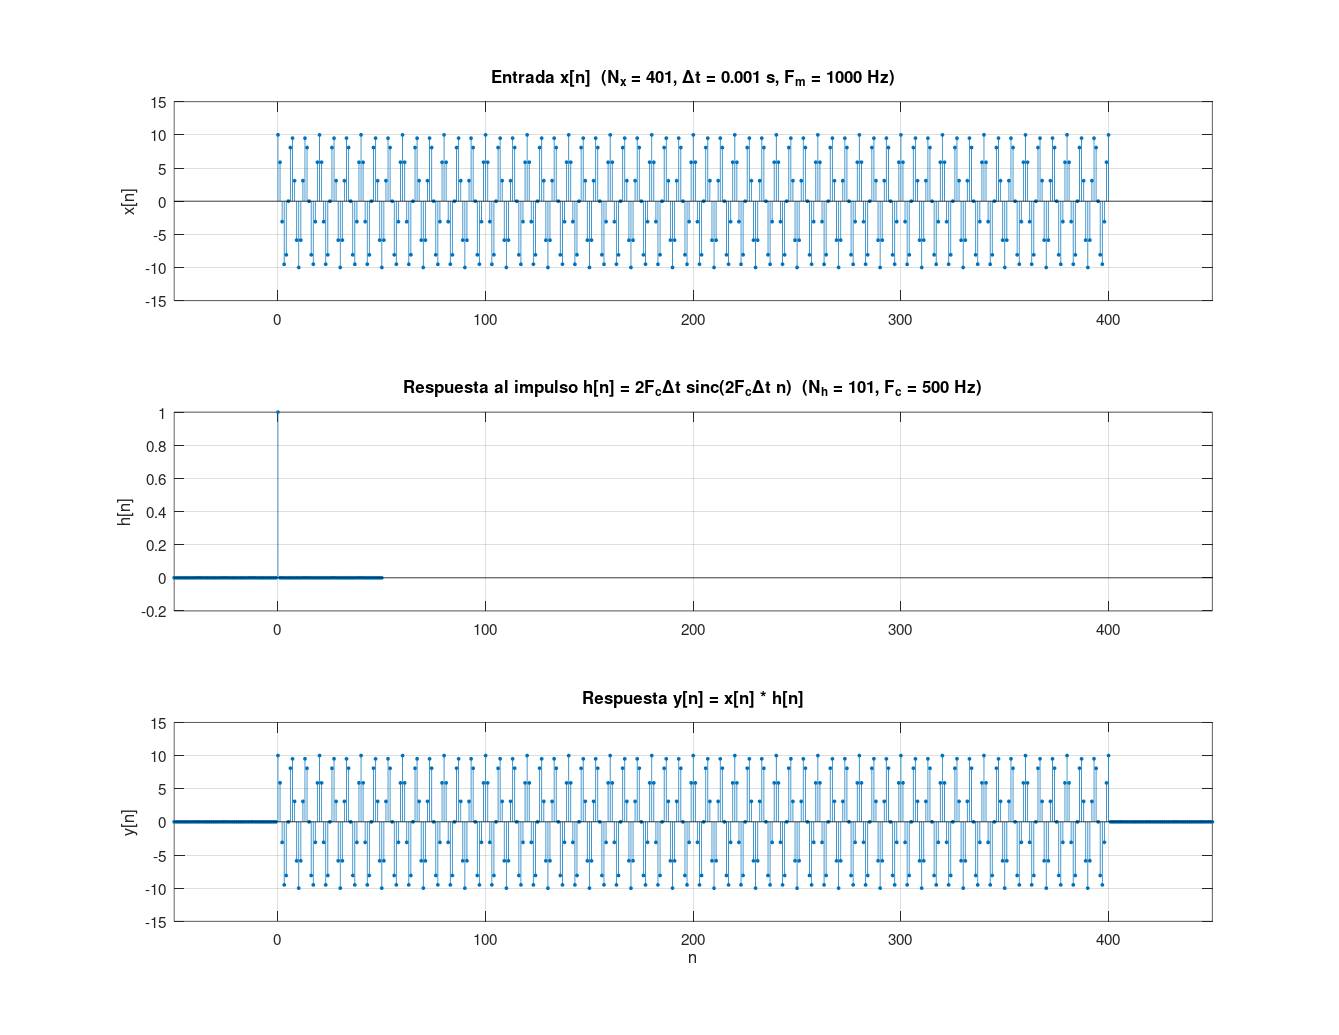 Entrada x[n] (Nx = 401, Δt = 0.001 s, Fm = 1000 Hz)
15
10
5
0
-5
-10
-15
x[n]
0 100 200 300 400
Respuesta al impulso h[n] = 2FcΔt sinc(2FcΔt n) (Nh = 101, Fc = 500 Hz)
1
0.8
0.6
0.4
0.2
0
-0.2
h[n]
0 100 200 300 400
Respuesta y[n] = x[n] * h[n]
15
10
5
0
-5
-10
-15
y[n]
0 100 200 300 400
n